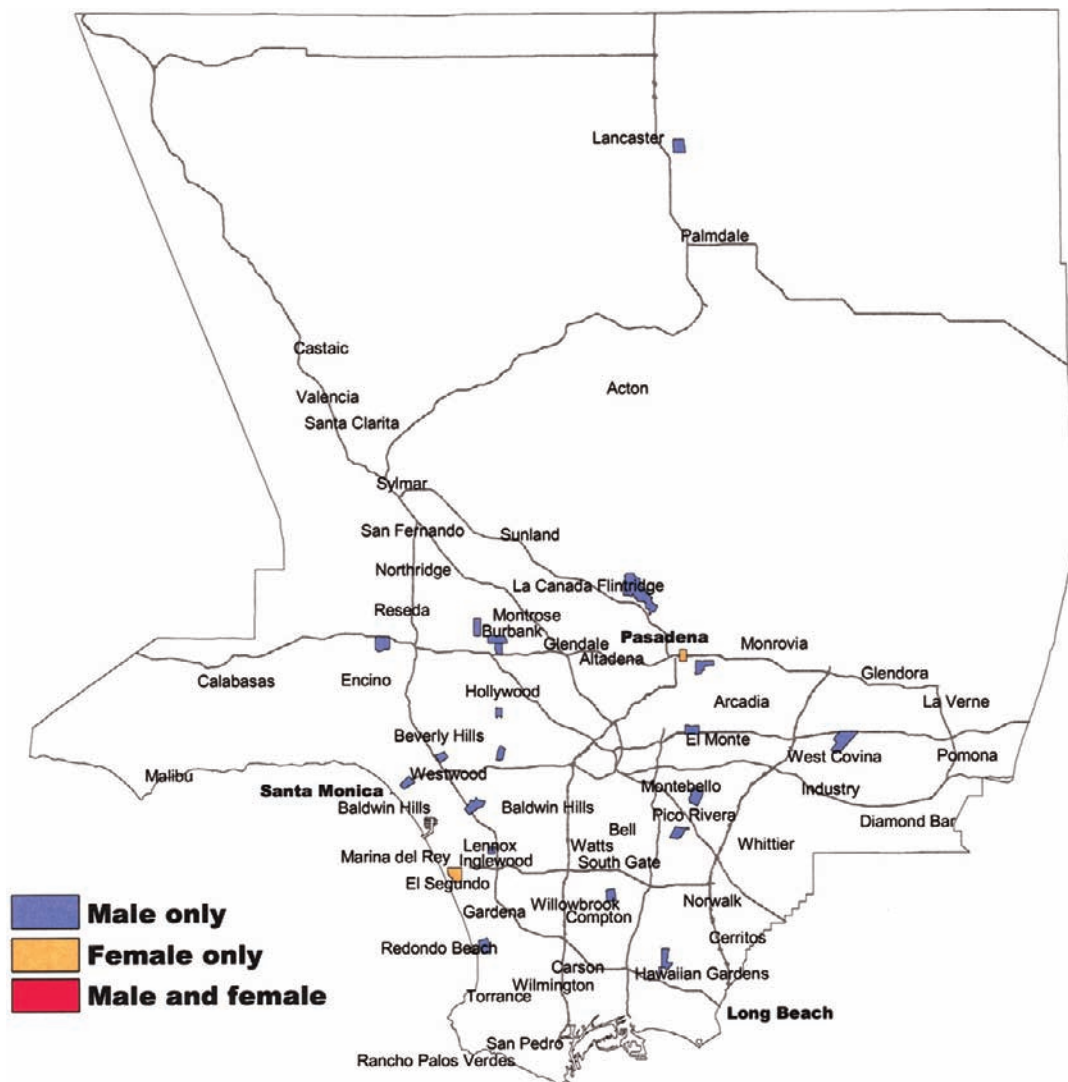 Lancaster
Palmdale
Castaic
Acton
Valencia
Santa Clarita
Sylmar
San Fernando
Sunland
Northridge
La Canada Flintridge
Reseda
Montrose
Burbank
Pasadena
Glendale
Monrovia
Altadena
Glendora
Calabasas
Encino
Hollywood
Arcadia
La Verne
Beverly Hills
El Monte
West Covina
Pomona
Malibu
Westwood
Santa Monica
Montebello
Industry
Baldwin Hills
Baldwin Hills
Pico Rivera
Diamond Bar
Bell
Whittier
Lennox
Watts
Marina del Rey
Inglewood
South Gate
El Segundo
Willowbrook
Norwalk
Gardena
Compton
Cerritos
Redondo Beach
Carson
Hawaiian Gardens
Wilmington
Torrance
Long Beach
San Pedro
Rancho Palos Verdes
Male only
Female only
Male and female